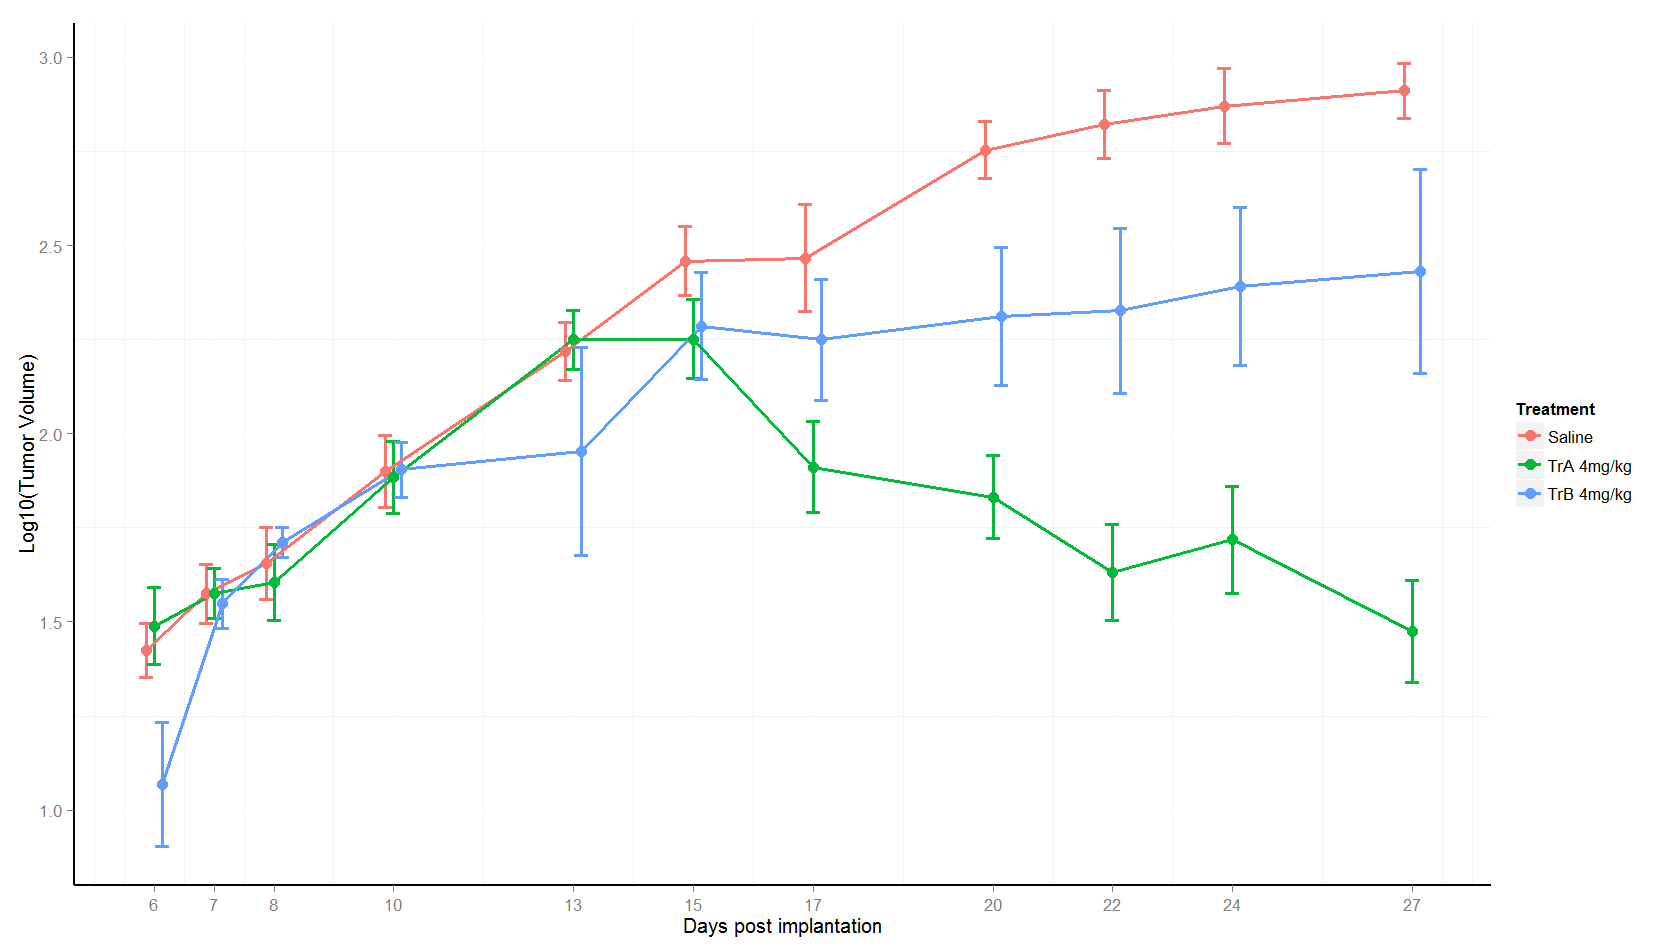 3.0
2.5
2.0
1.5
1.0
Log10(Tumor Volume)
6 7 8 10 13 15 17 20 22 24 27
Days post implantation
Treatment
Saline
TrA 4mg/kg
TrB 4mg/kg